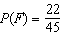 P(F) = 22/45